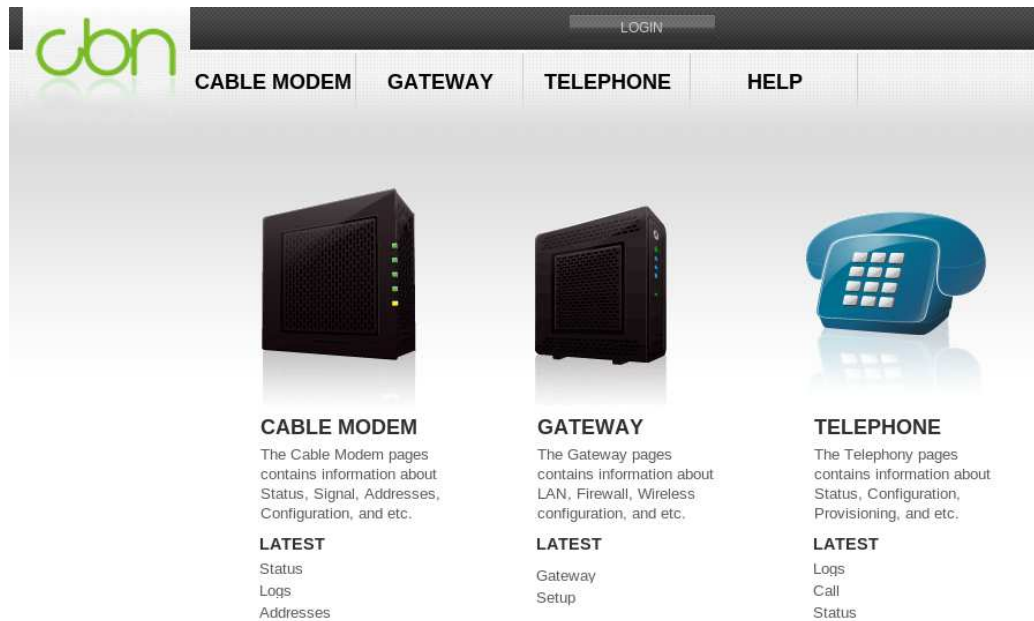 cbn
LOGIN
CABLE MODEM
GATEWAY
TELEPHONE
HELP
CABLE MODEM
The Cable Modem pages
contains information about
Status, Signal, Addresses,
Configuration, and etc.
LATEST
Status
Logs
Addresses
GATEWAY
The Gateway pages
contains information about
LAN, Firewall, Wireless
configuration, and etc.
LATEST
Gateway
Setup
TELEPHONE
The Telephony pages
contains information about
Status, Configuration,
Provisioning, and etc.
LATEST
Logs
Call
Status